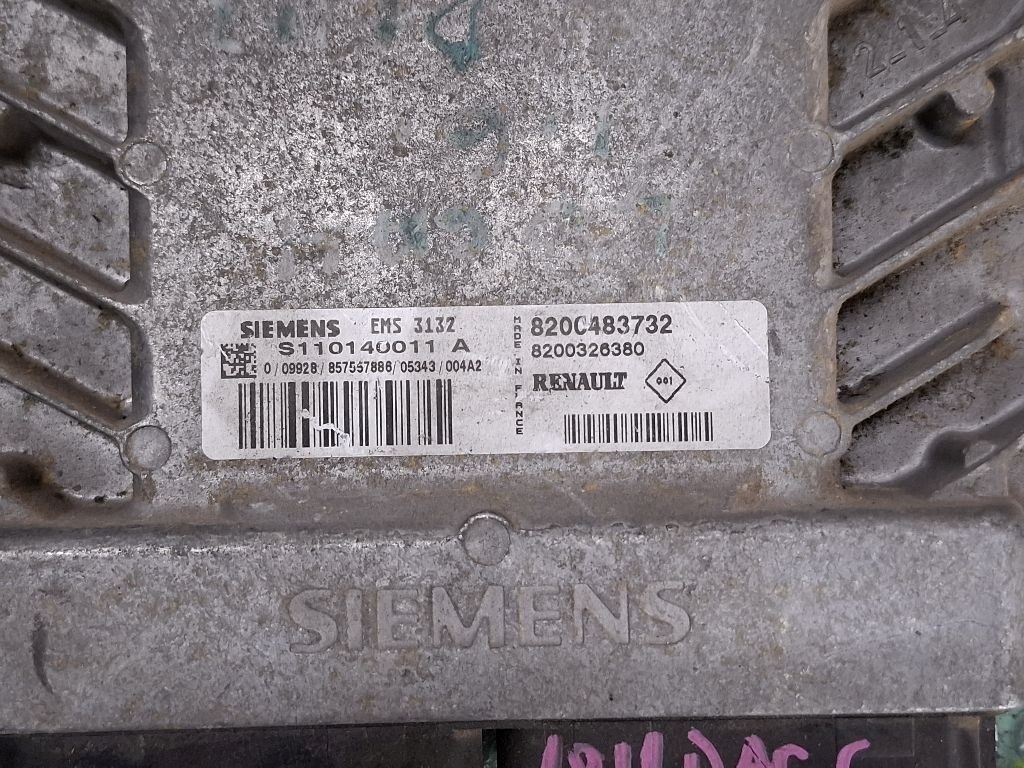 SIEMENS EMS 3132
S110140011 A
0 / 09928 / 857557886 / 05343 / 004A2
MADE IN FRANCE
8200483732
8200326380
RENAULT 001
SIEMENS